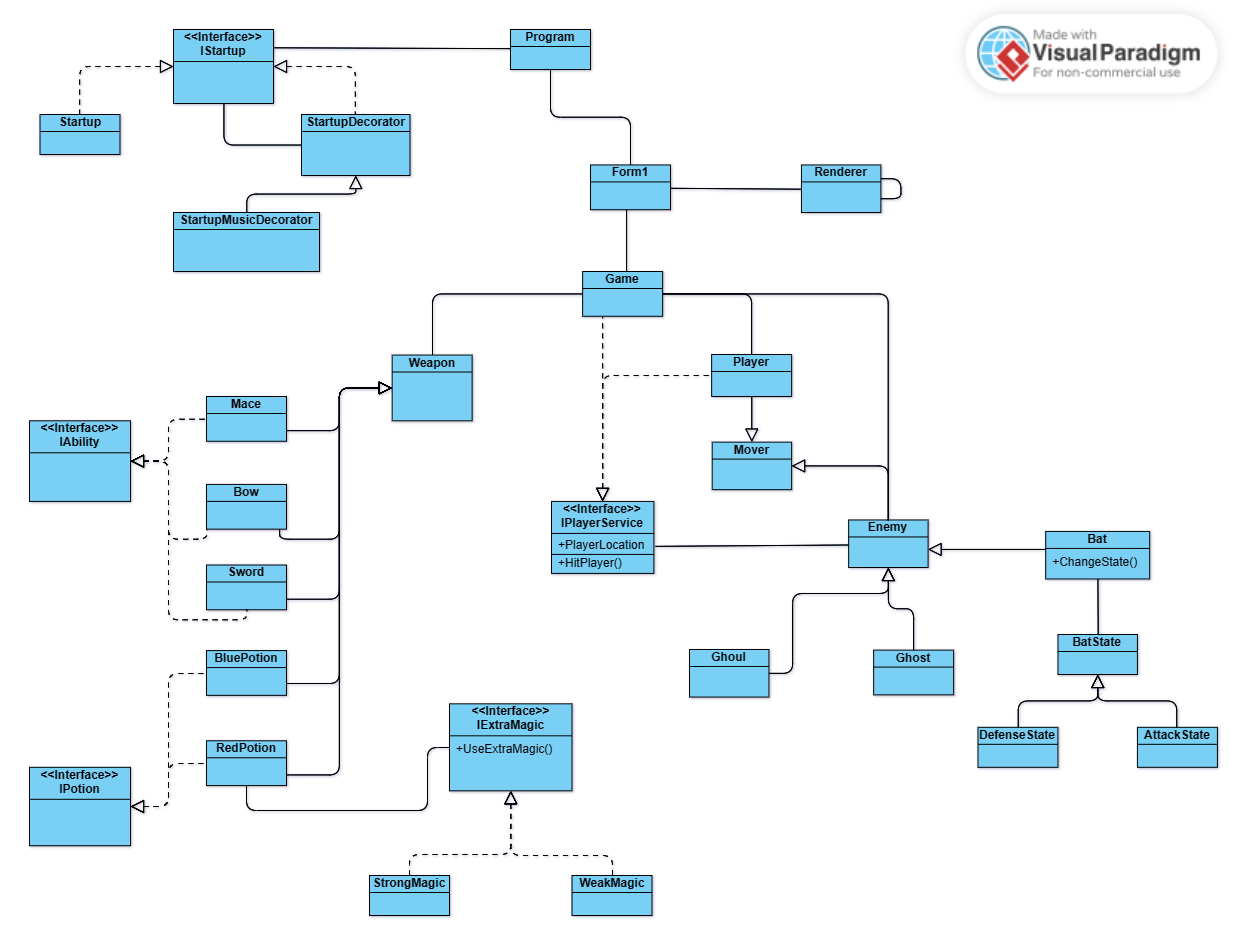 <<Interface>>
IStartup
Program
Made with
Visual Paradigm
For non-commercial use
Startup
StartupDecorator
Form1
Renderer
StartupMusicDecorator
Game
Weapon
Player
Mace
<<Interface>>
IAbility
Mover
Bow
<<Interface>>
IPlayerService
+PlayerLocation
+HitPlayer()
Enemy
Bat
+ChangeState()
Sword
BatState
BluePotion
Ghoul
Ghost
<<Interface>>
IExtraMagic
+UseExtraMagic()
DefenseState
AttackState
RedPotion
<<Interface>>
IPotion
StrongMagic
WeakMagic